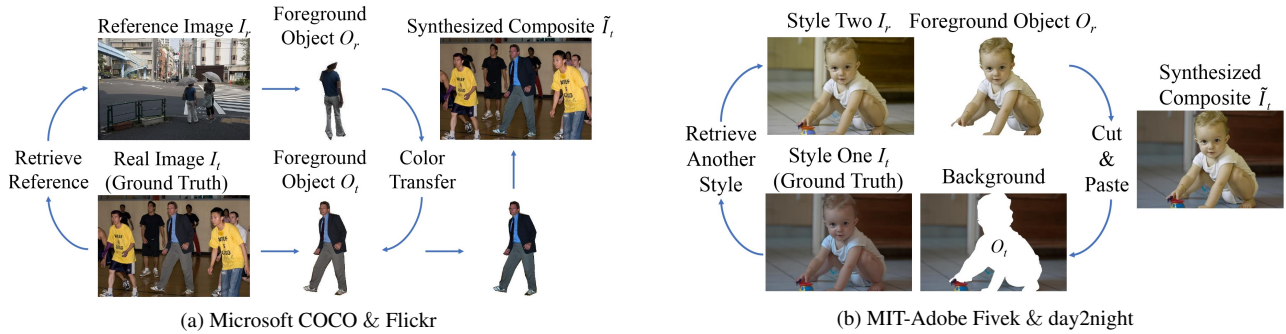 Reference Image I_r
Foreground
Object O_r
Synthesized Composite Ĩ_t
Retrieve
Reference
Real Image I_t
(Ground Truth)
Foreground
Object O_t
Color
Transfer
(a) Microsoft COCO & Flickr
Style Two I_r
Foreground Object O_r
Synthesized
Composite Ĩ_t
Retrieve
Another
Style
Style One I_t
(Ground Truth)
Background
O_t
Cut
&
Paste
(b) MIT-Adobe Fivek & day2night